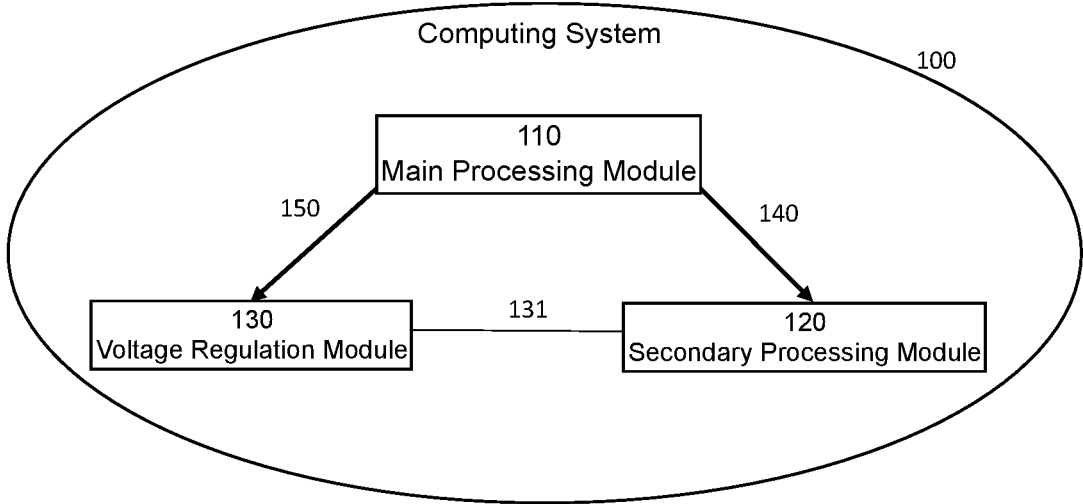 Computing System
100
110
Main Processing Module
150
140
130
Voltage Regulation Module
131
120
Secondary Processing Module